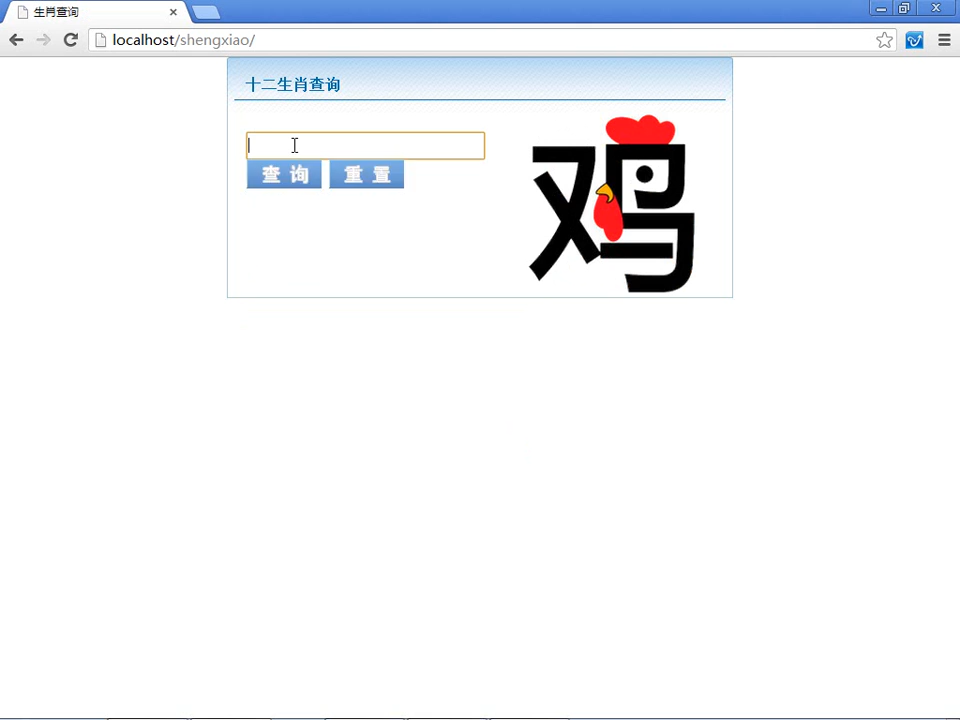 生肖查询
localhost/shengxiao/
十二生肖查询
查 询
重 置
鸡